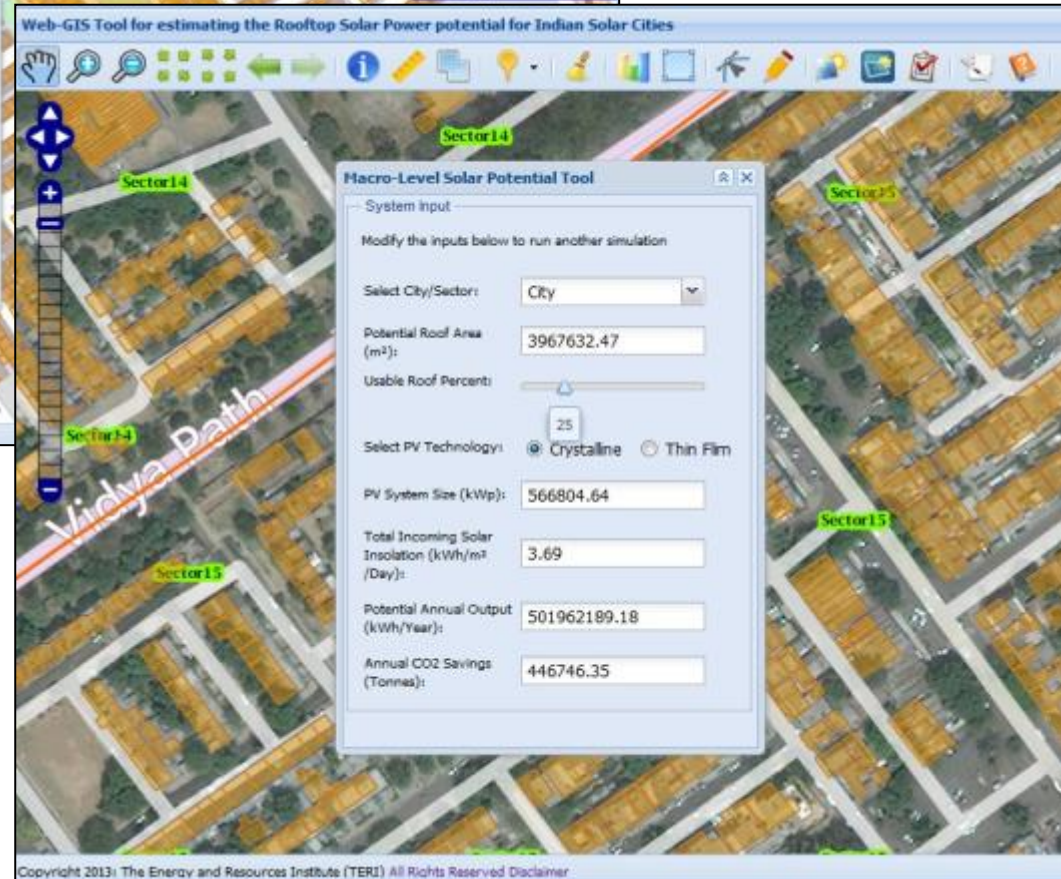 Web-GIS Tool for estimating the Rooftop Solar Power potential for Indian Solar Cities
Sector14
Sector14
Sector15
Macro-Level Solar Potential Tool
System Input
Modify the inputs below to run another simulation
Select City/Sector:
City
Potential Roof Area
(m²):
3967632.47
Usable Roof Percent:
25
Select PV Technology:
Crystalline
Thin Flim
PV System Size (kWp):
566804.64
Total Incoming Solar
Insolation (kWh/m²
/Day):
3.69
Potential Annual Output
(kWh/Year):
501962189.18
Annual CO2 Savings
(Tonnes):
446746.35
Sector14
Vidya Path
Sector15
Sector15
Copyright 2013: The Energy and Resources Institute (TERI) All Rights Reserved Disclaimer